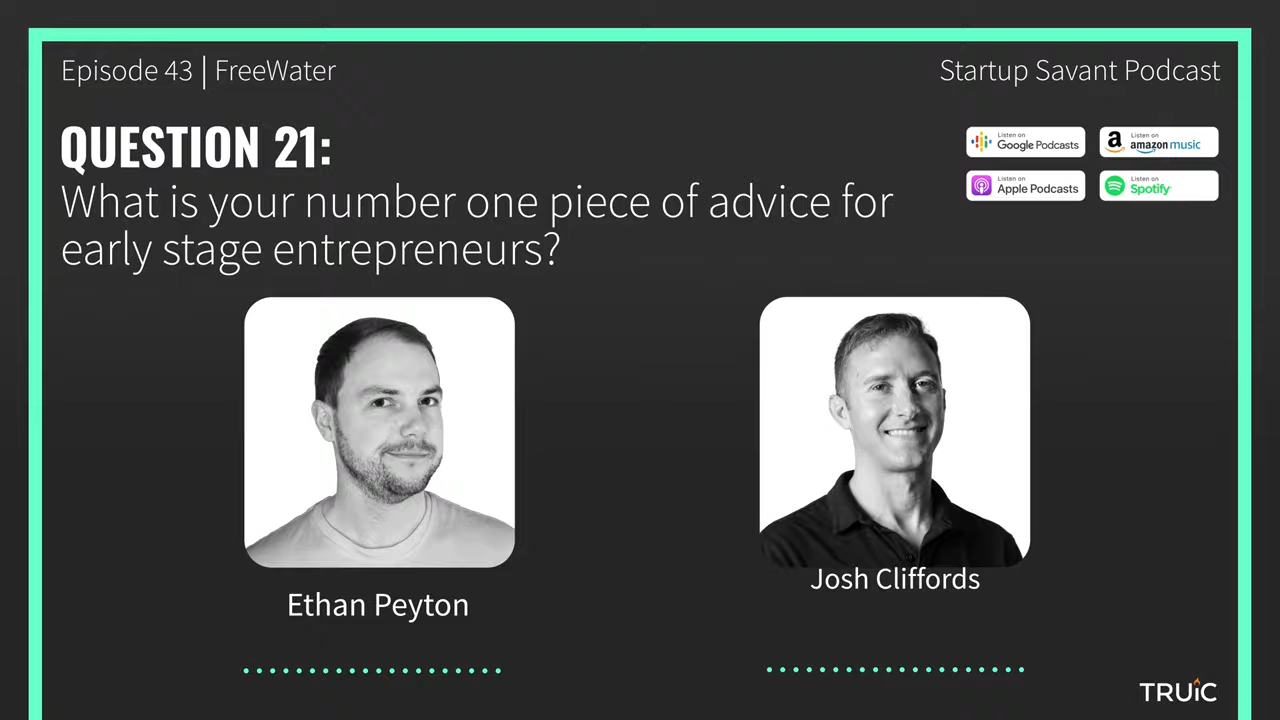 Episode 43 | FreeWater
Startup Savant Podcast
QUESTION 21:
What is your number one piece of advice for
early stage entrepreneurs?
Listen on
Google Podcasts
Listen on
amazon music
Listen on
Apple Podcasts
Listen on
Spotify
Ethan Peyton
Josh Cliffords
TRUiC